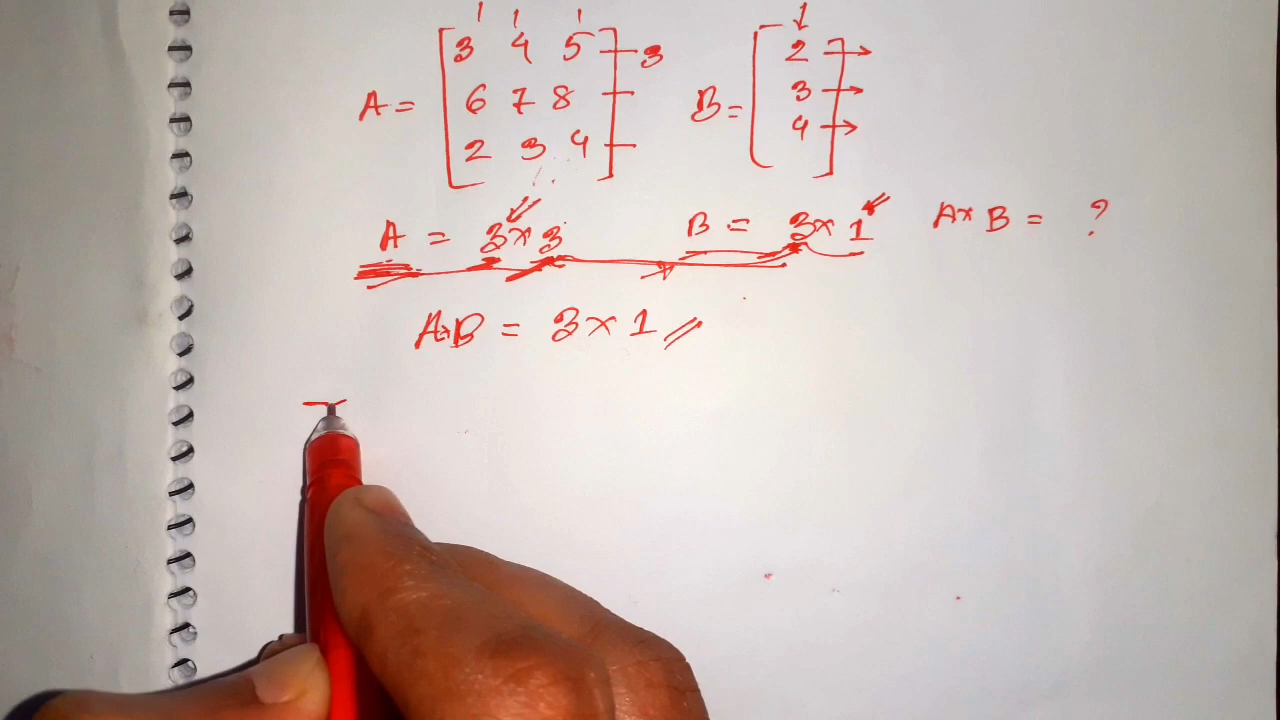 3 4 5 3 2
A = 6 7 8 B = 3
2 3 4 4
A = 3 × 3 B = 3 × 1 A × B = ?
A×B = 3 × 1